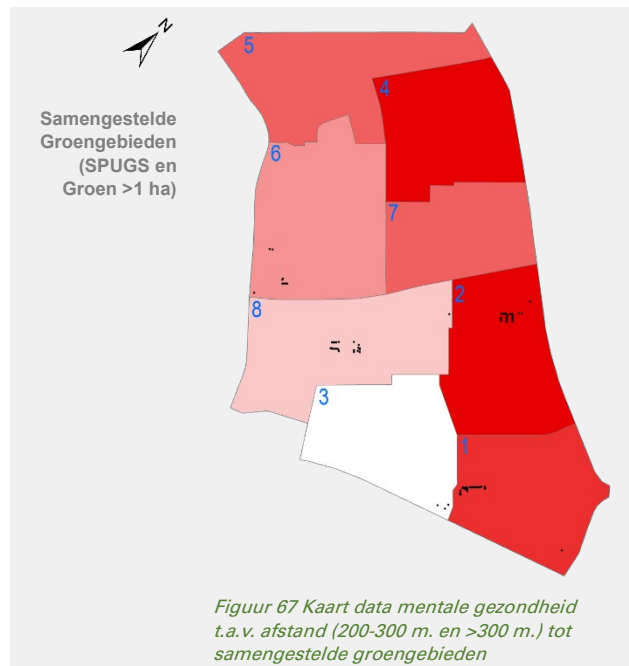 N
5
4
Samengestelde
Groengebieden
(SPUGS en
Groen >1 ha)
6
7
2
8
3
1
Figuur 67 Kaart data mentale gezondheid
t.a.v. afstand (200-300 m. en >300 m.) tot
samengestelde groengebieden